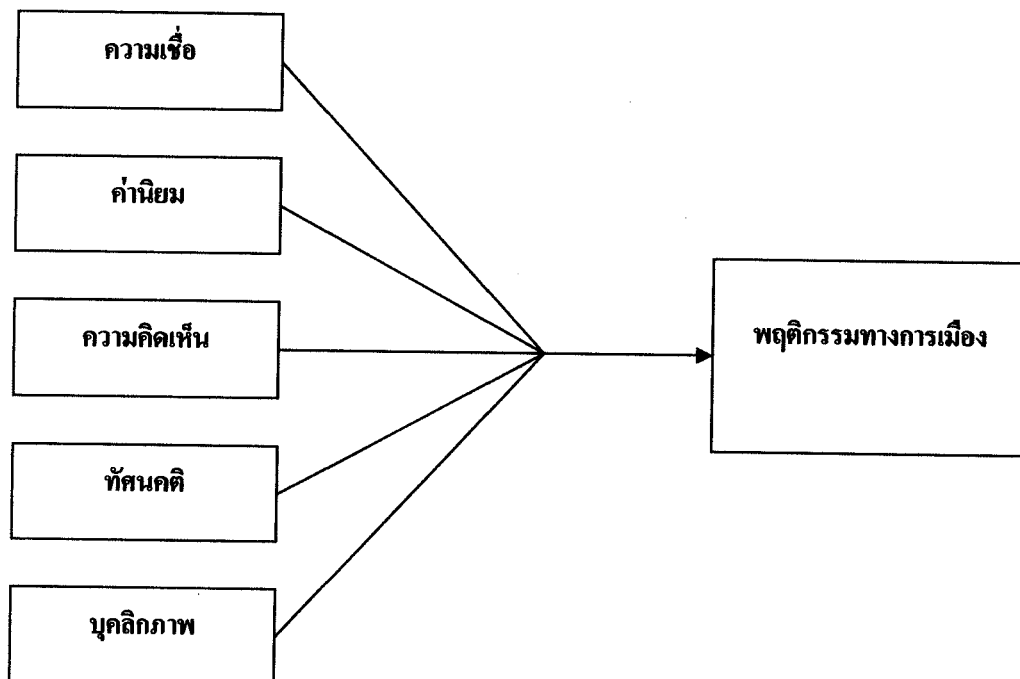 ความเชื่อ
ค่านิยม
ความคิดเห็น
พฤติกรรมทางการเมือง
ทัศนคติ
บุคลิกภาพ